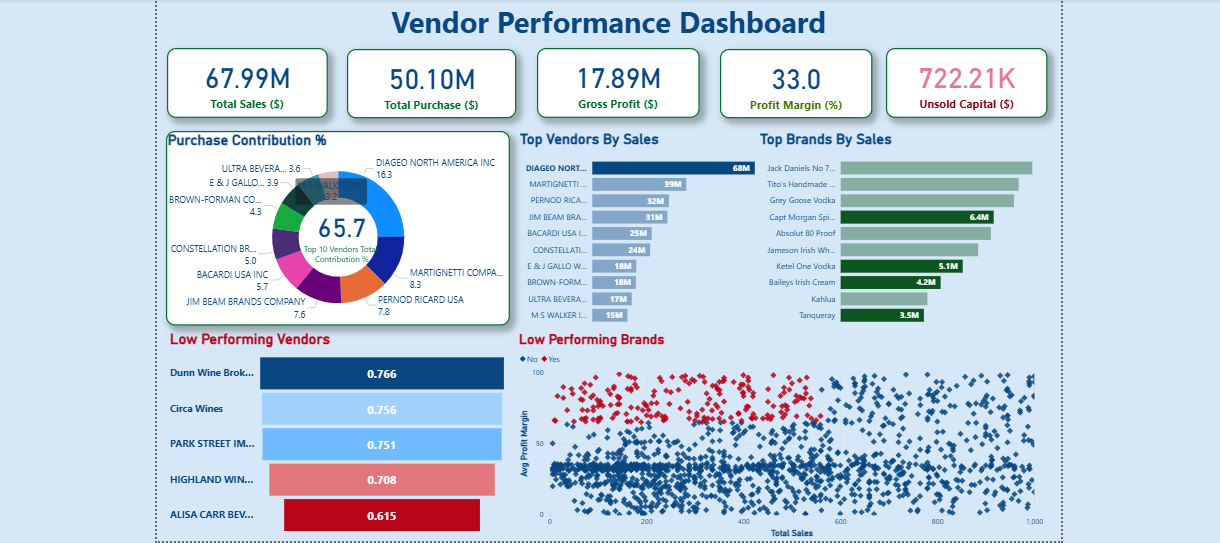 Vendor Performance Dashboard
67.99M
Total Sales ($)
50.10M
Total Purchase ($)
17.89M
Gross Profit ($)
33.0
Profit Margin (%)
722.21K
Unsold Capital ($)
Purchase Contribution %
DIAGEO NORTH AMERICA INC
16.3
MARTIGNETTI COMPA...
8.3
PERNOD RICARD USA
7.8
JIM BEAM BRANDS COMPANY
7.6
BACARDI USA INC
5.7
CONSTELLATION BR...
5.0
BROWN-FORMAN CO...
4.3
E & J GALLO... 3.9
ULTRA BEVERA... 3.6
3.2
65.7
Top 10 Vendors Total
Contribution %
Top Vendors By Sales
DIAGEO NORT... 68M
MARTIGNETTI ... 39M
PERNOD RICA... 32M
JIM BEAM BRA... 31M
BACARDI USA I... 25M
CONSTELLATI... 24M
E & J GALLO W... 18M
BROWN-FORM... 18M
ULTRA BEVERA... 17M
M S WALKER I... 15M
Top Brands By Sales
Jack Daniels No 7...
Tito's Handmade ...
Grey Goose Vodka
Capt Morgan Spi... 6.4M
Absolut 80 Proof
Jameson Irish Wh...
Ketel One Vodka 5.1M
Baileys Irish Cream 4.2M
Kahlua
Tanqueray 3.5M
Low Performing Vendors
Dunn Wine Brok... 0.766
Circa Wines 0.756
PARK STREET IM... 0.751
HIGHLAND WIN... 0.708
ALISA CARR BEV... 0.615
Low Performing Brands
No Yes
Avg Profit Margin
100
50
0
0 200 400 600 800 1,000
Total Sales